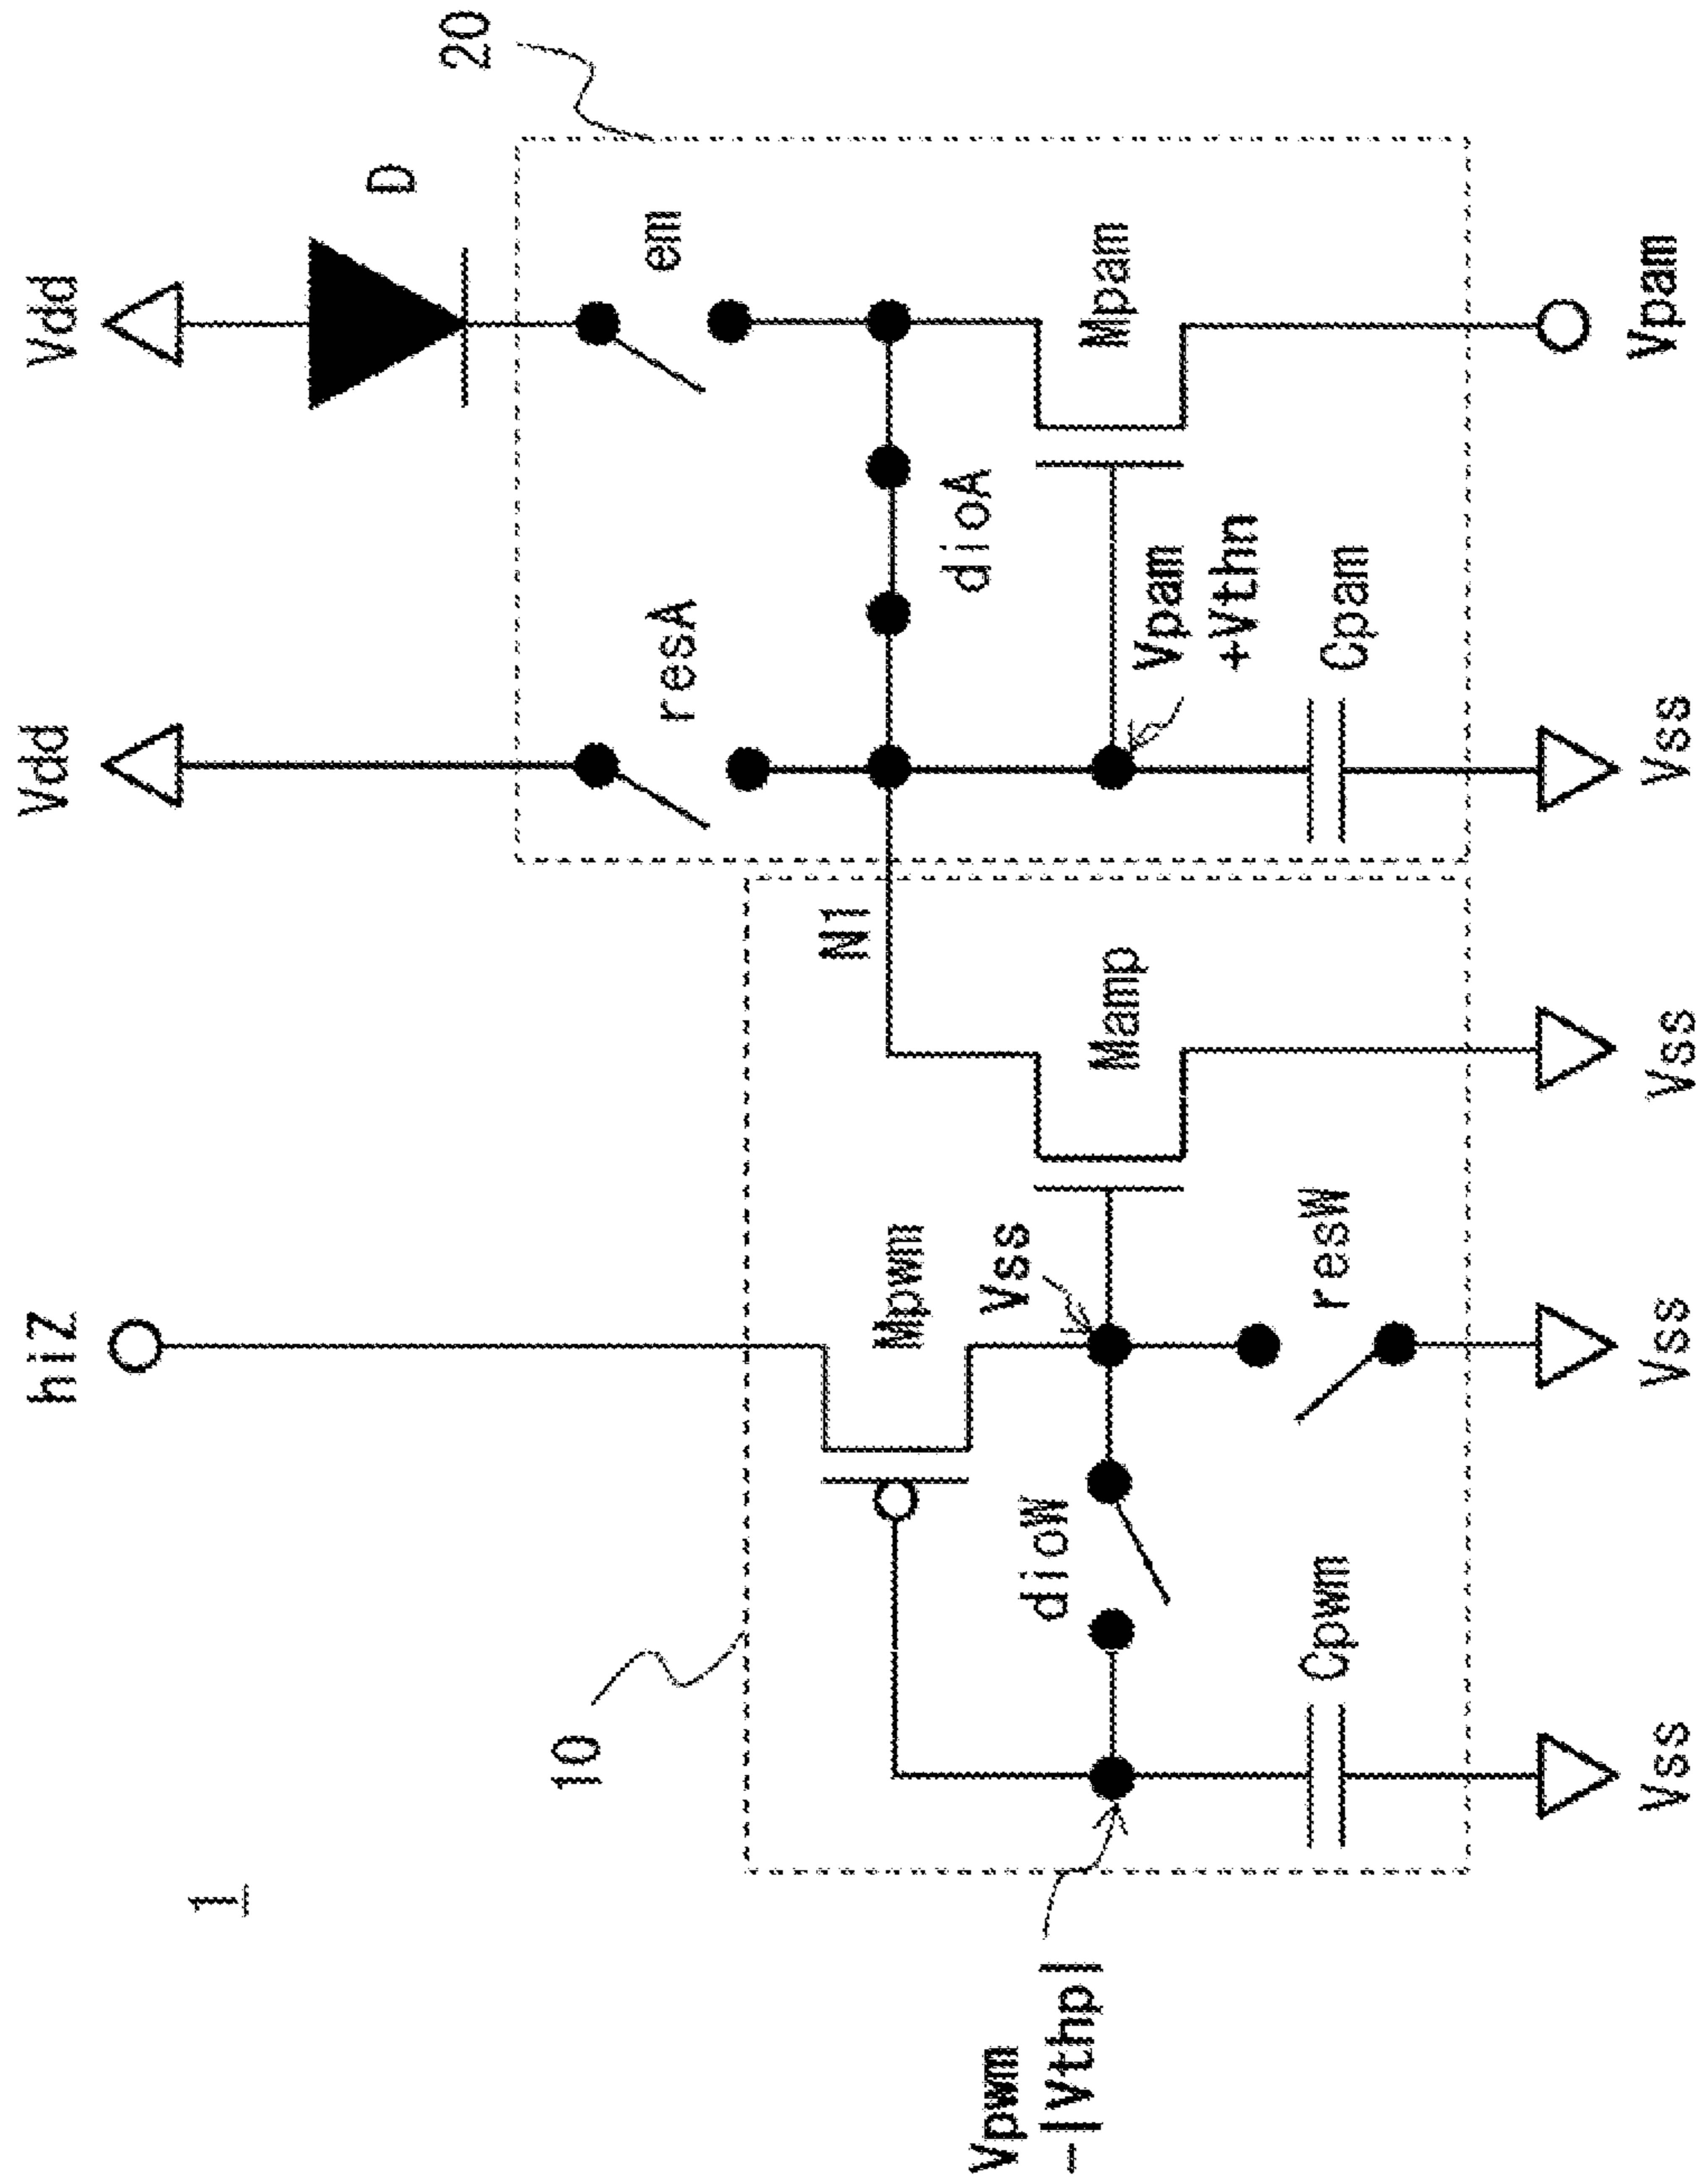 1
hiZ
Vdd
Vdd
D
20
10
resA
em
N1
Mpwm
dioA
dioW
Vss
Mamp
Mpam
Vpwm
-|Vthp|
Vpam
+Vthn
Cpwm
resW
Cpam
Vss
Vss
Vss
Vss
Vpam